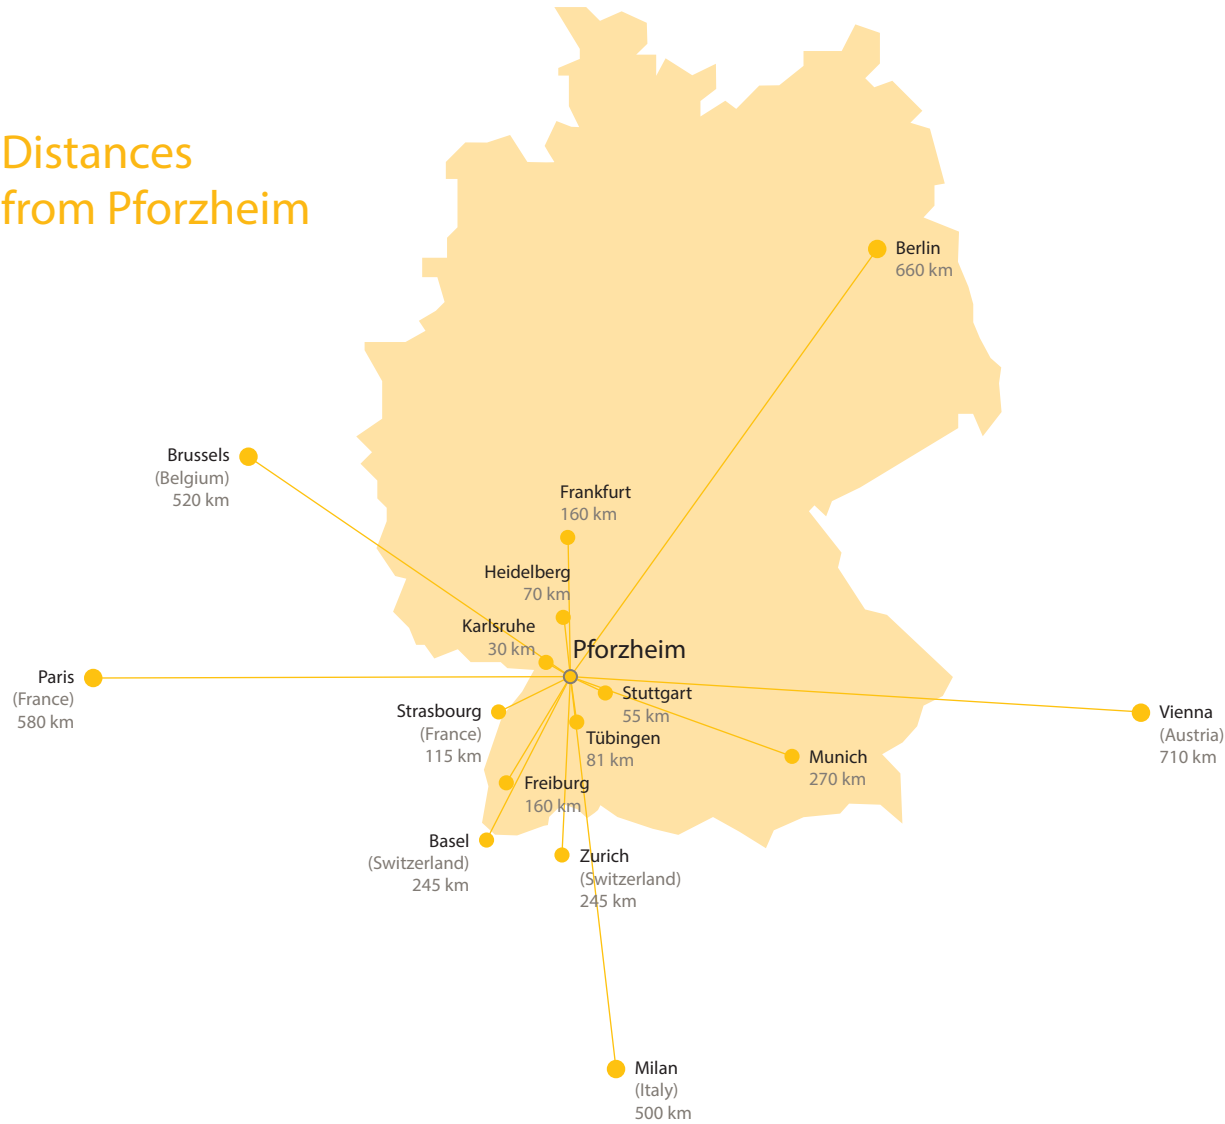 Distances
from Pforzheim
Berlin
660 km
Brussels
(Belgium)
520 km
Frankfurt
160 km
Heidelberg
70 km
Karlsruhe
30 km
Pforzheim
Paris
(France)
580 km
Stuttgart
55 km
Strasbourg
(France)
115 km
Vienna
(Austria)
710 km
Tübingen
81 km
Munich
270 km
Freiburg
160 km
Basel
(Switzerland)
245 km
Zurich
(Switzerland)
245 km
Milan
(Italy)
500 km